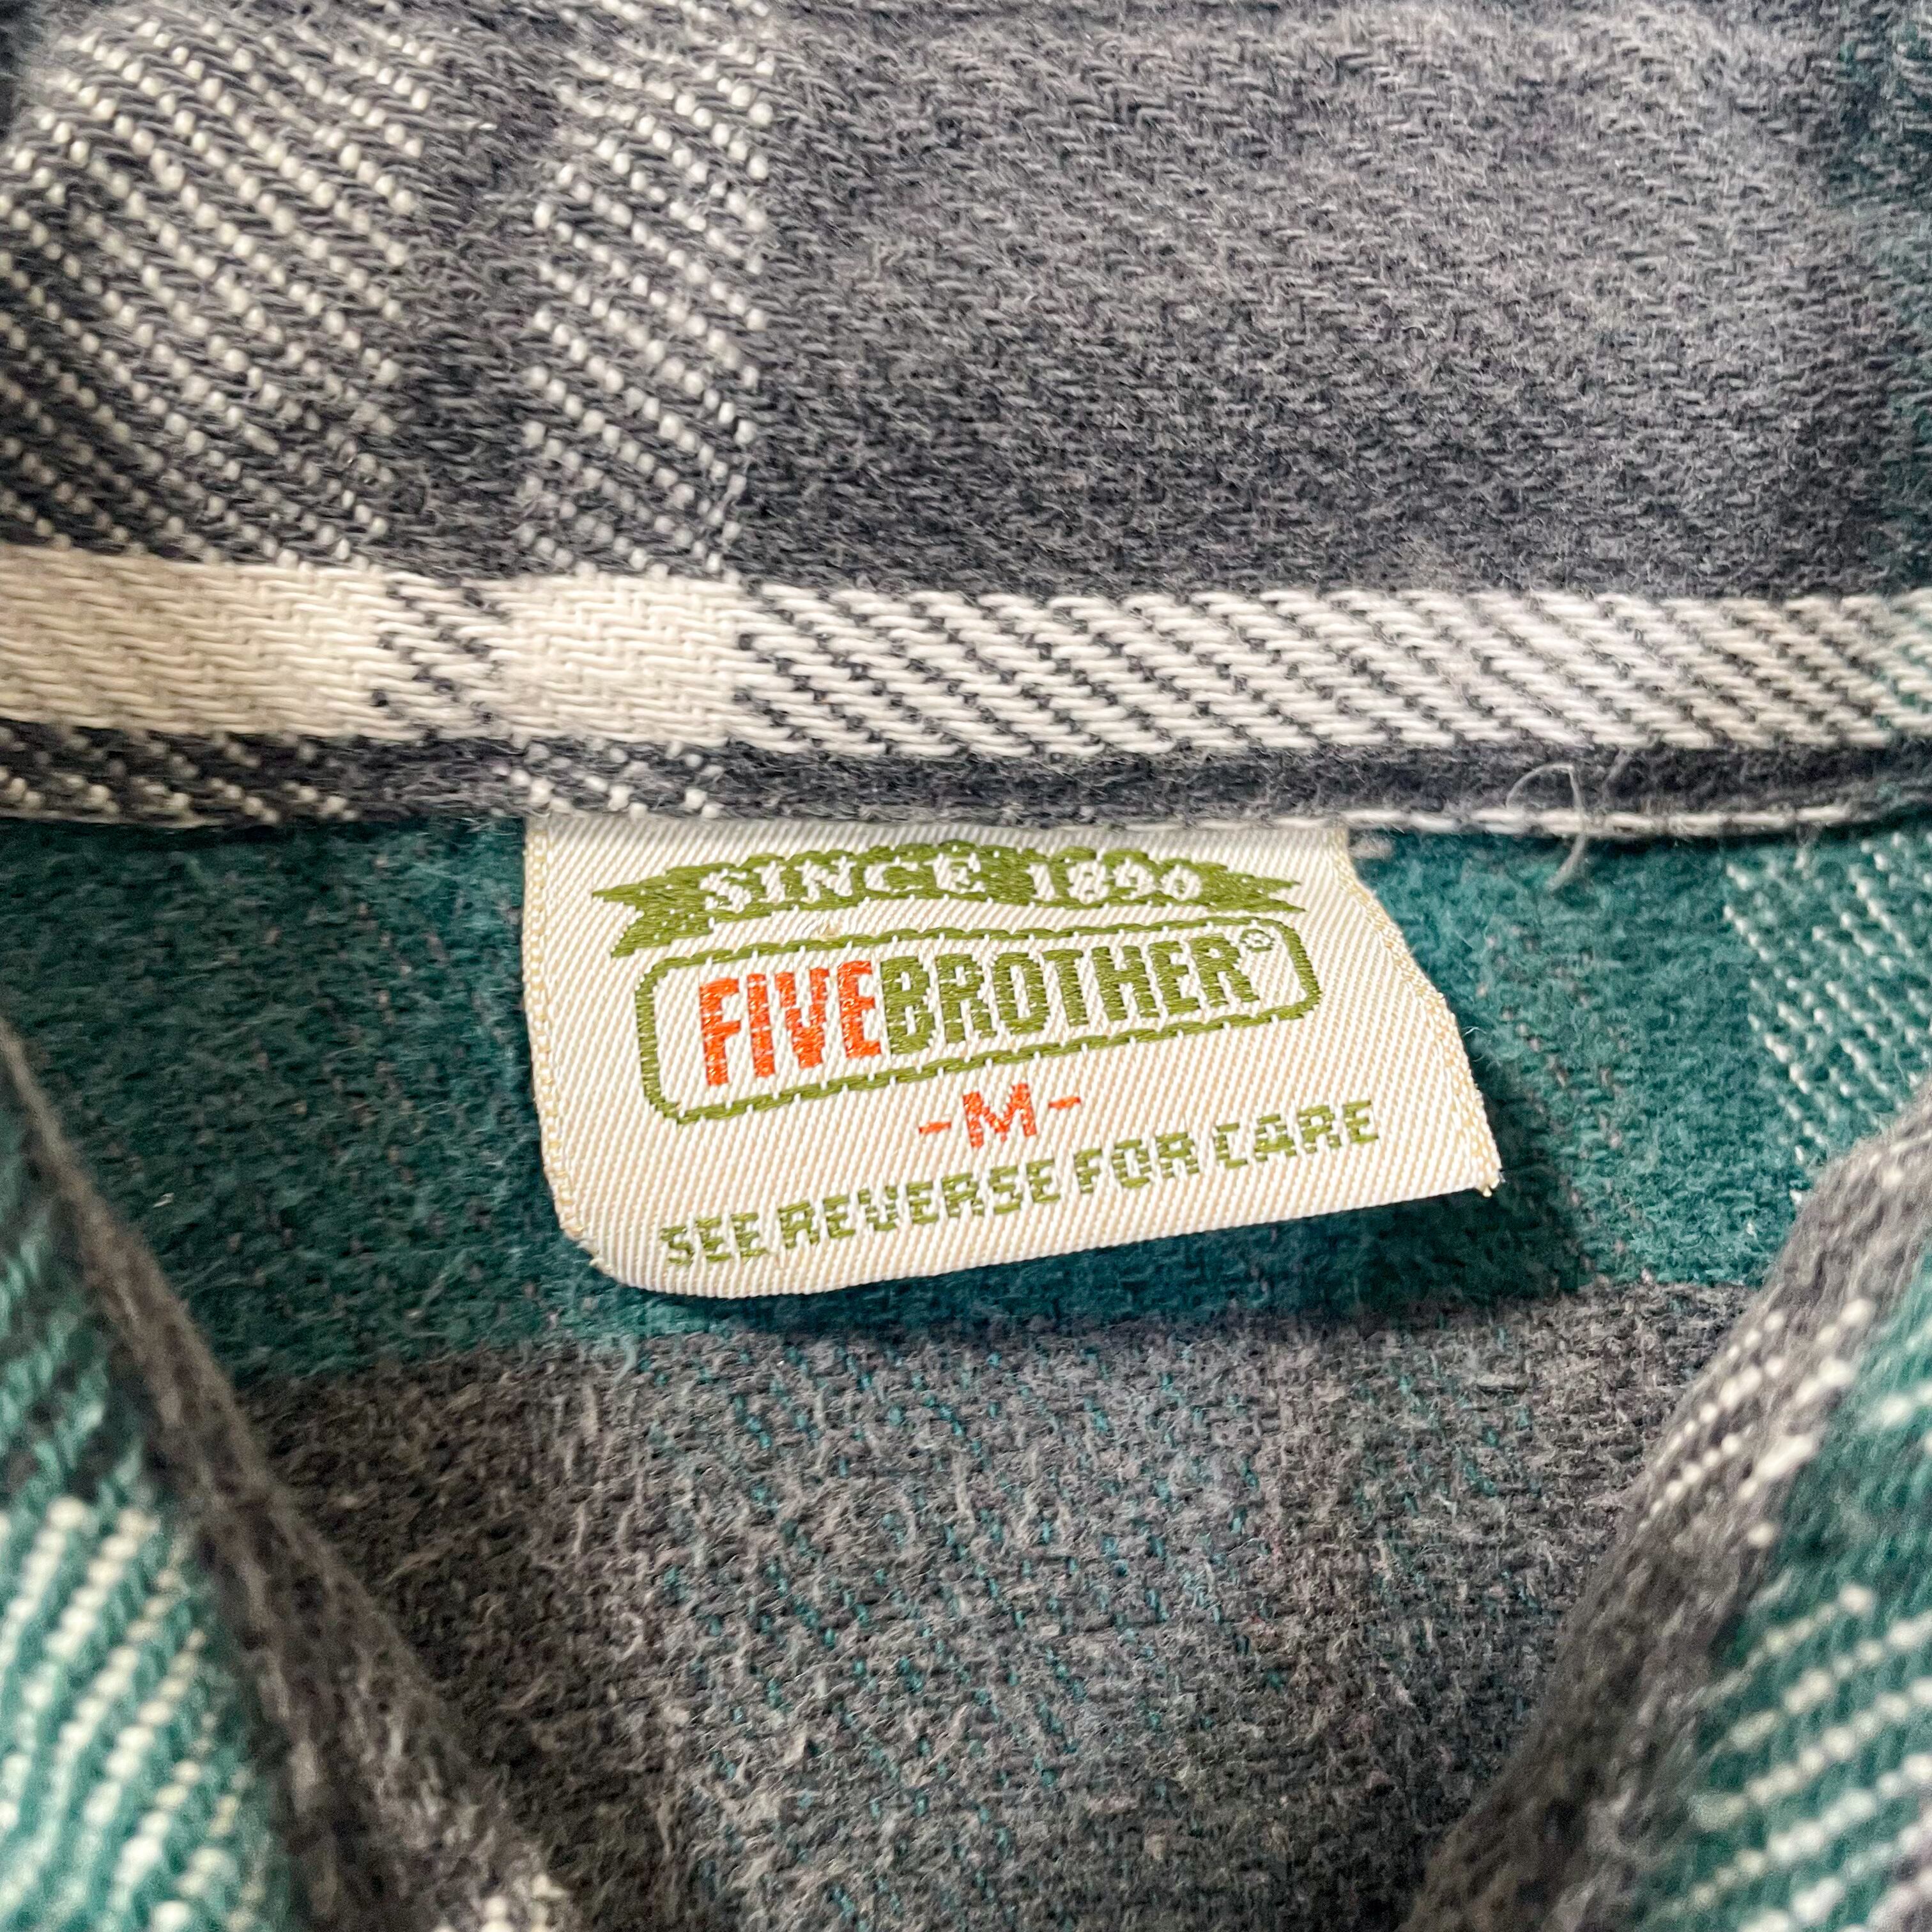 SINCE 1890
FIVEBROTHER®
-M-
SEE REVERSE FOR CARE